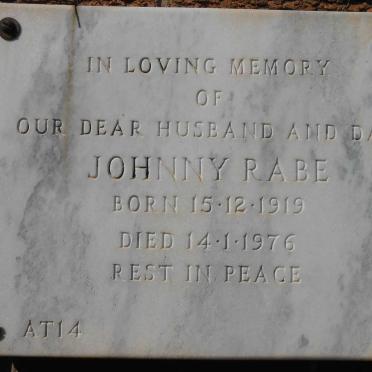 IN LOVING MEMORY
OF
OUR DEAR HUSBAND AND DA
JOHNNY RABE
BORN 15·12·1919
DIED 14·1·1976
REST IN PEACE
AT14